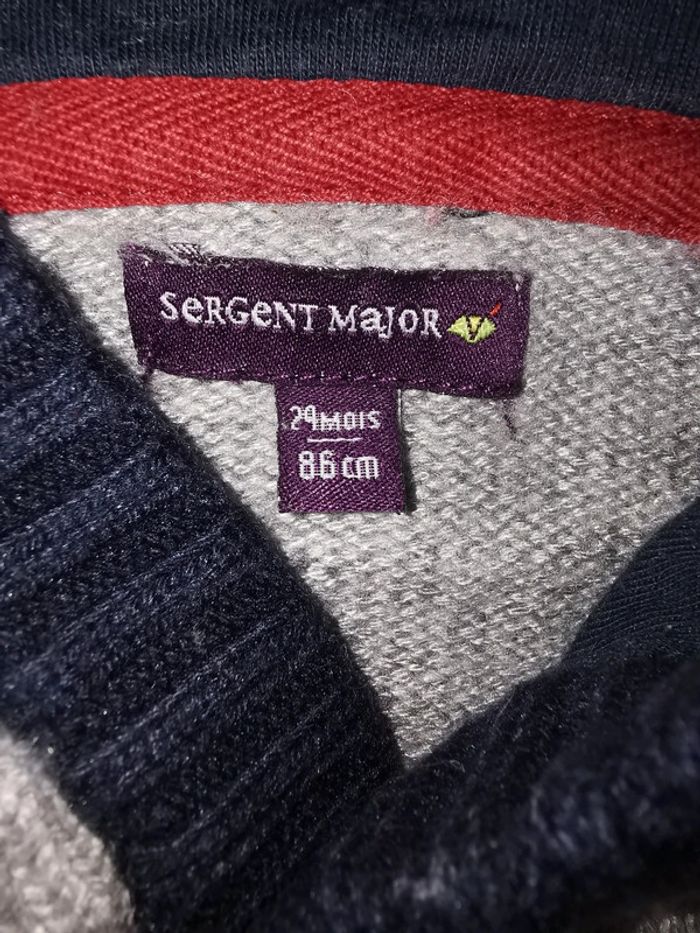 SeRGeNT MajoR
24MOIS
86cm